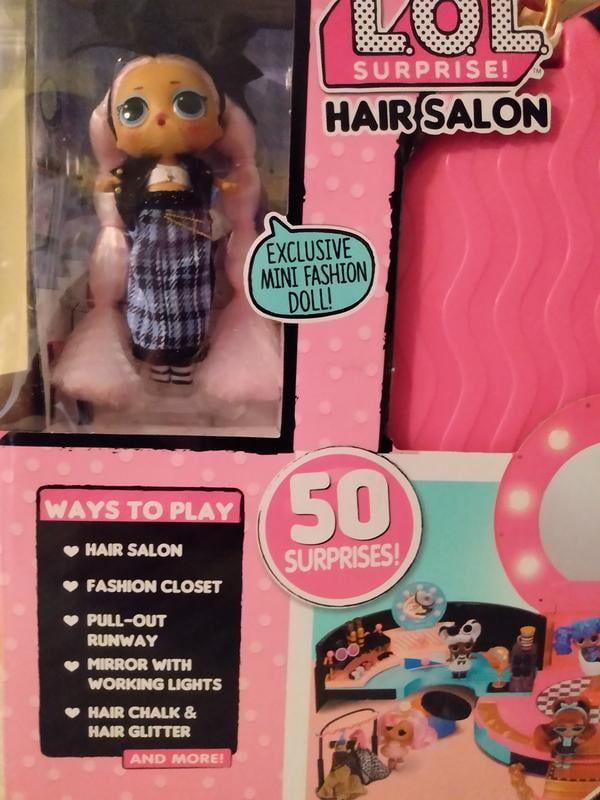 L.O.L.
SURPRISE!™
HAIR SALON
EXCLUSIVE
MINI FASHION
DOLL!
50
SURPRISES!
WAYS TO PLAY
HAIR SALON
FASHION CLOSET
PULL-OUT
RUNWAY
MIRROR WITH
WORKING LIGHTS
HAIR CHALK &
HAIR GLITTER
AND MORE!